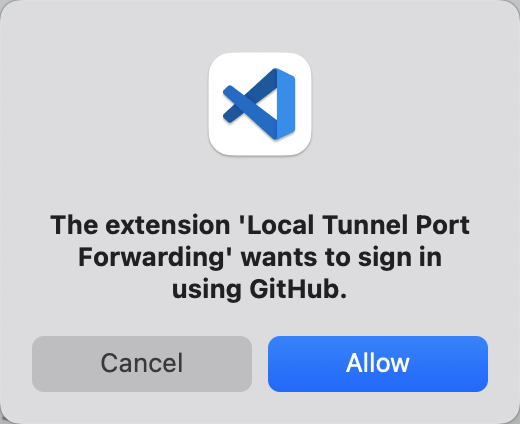 The extension 'Local Tunnel Port
Forwarding' wants to sign in
using GitHub.
Cancel
Allow